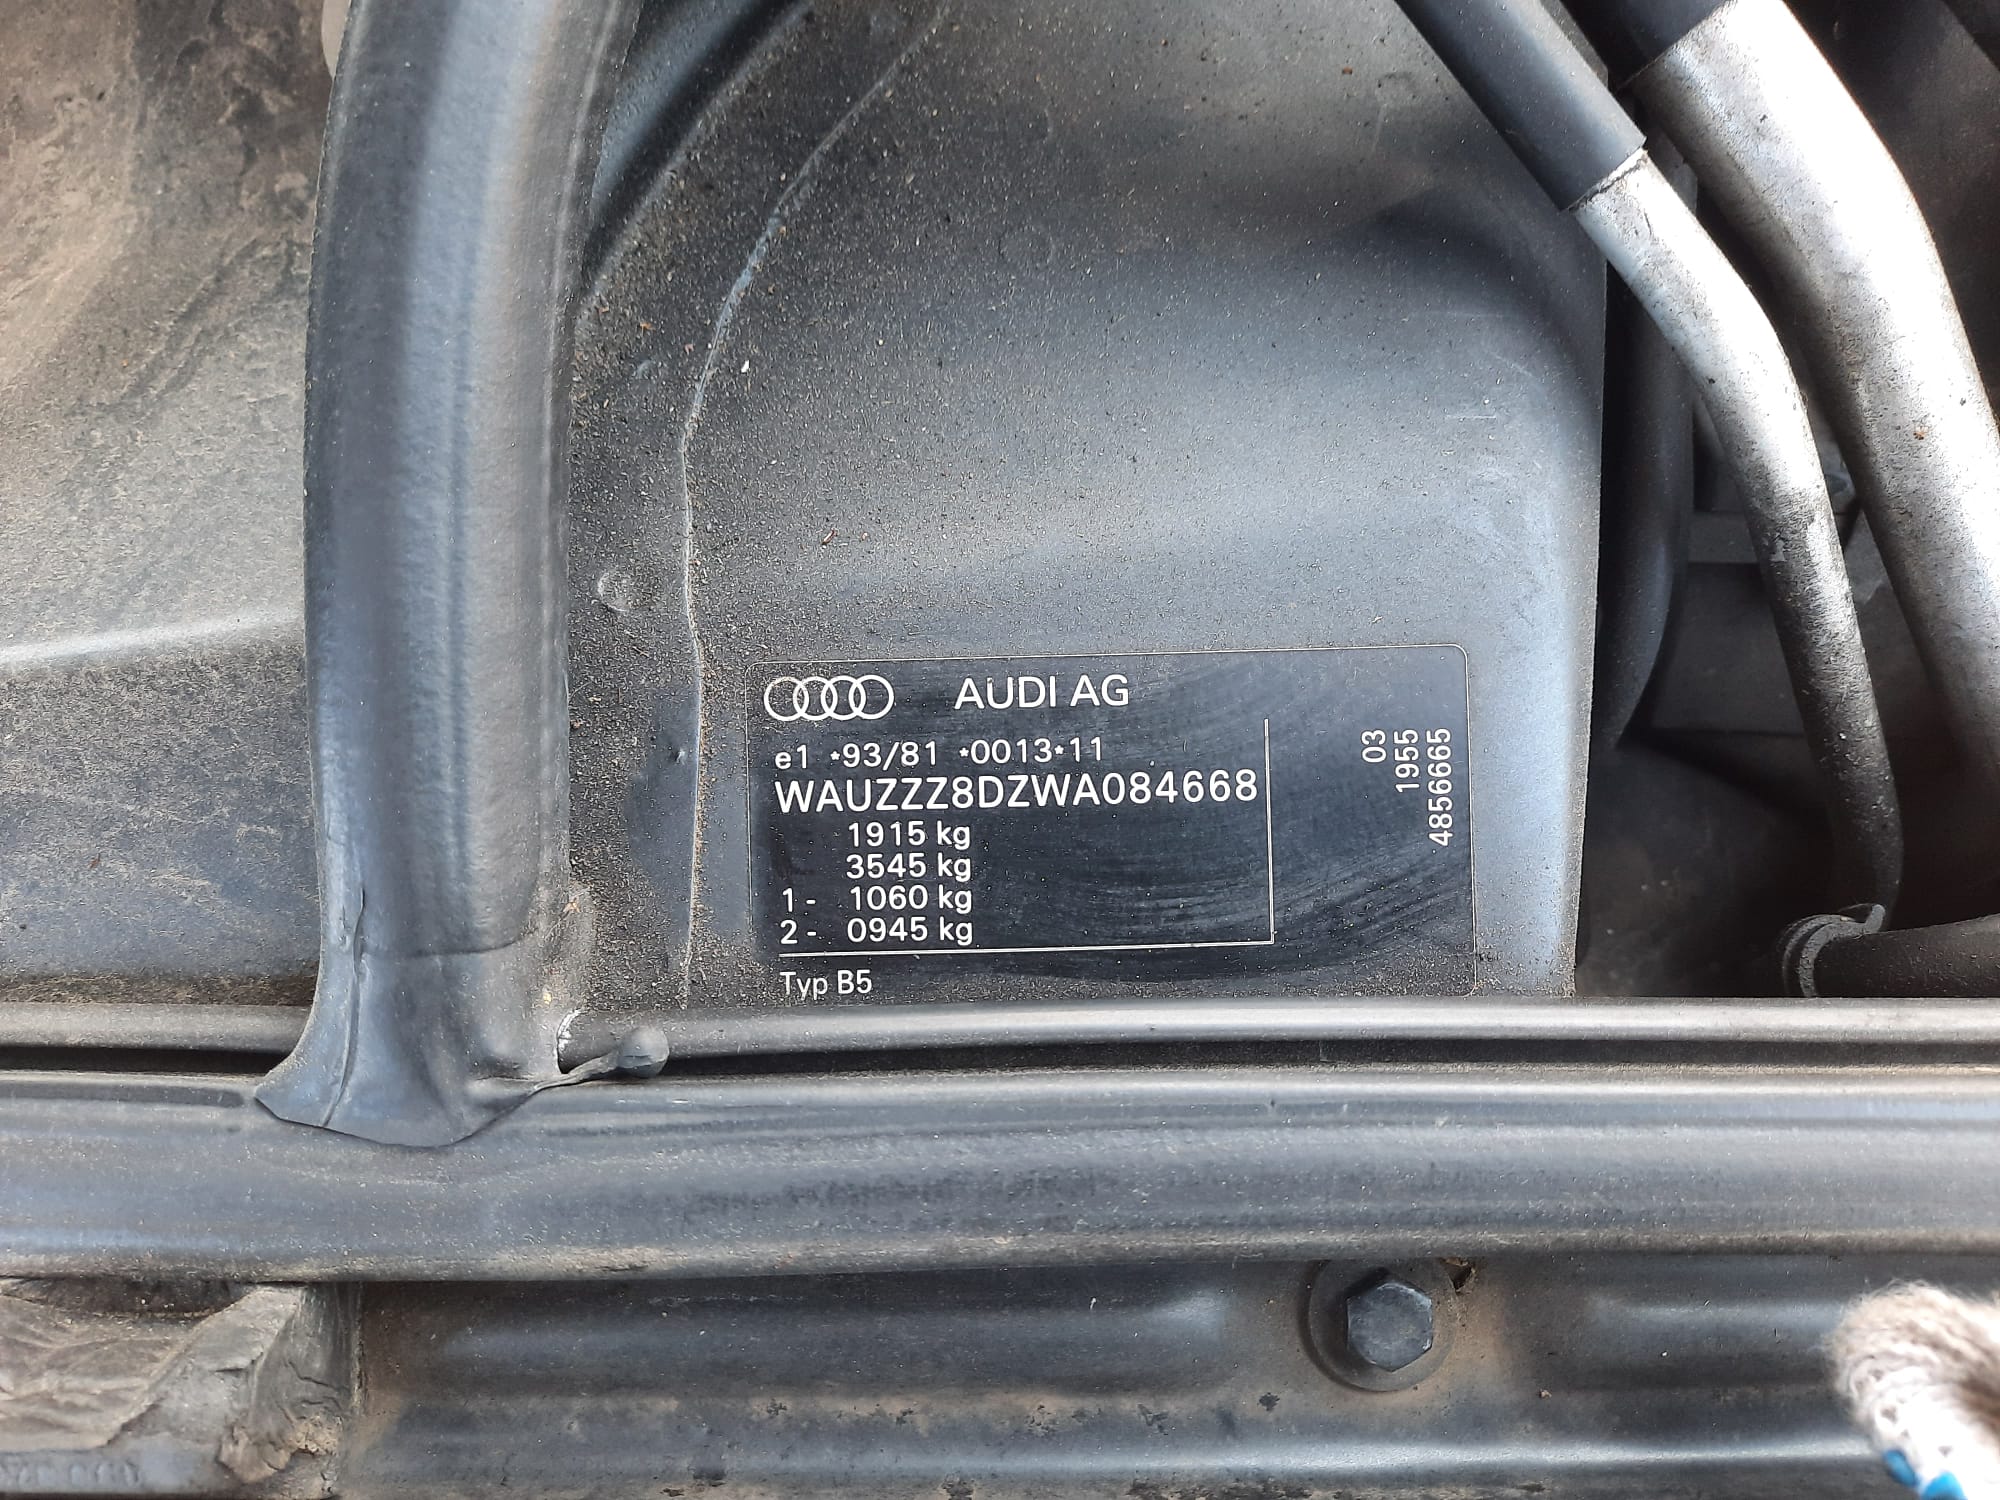 AUDI AG
e1 *93/81 *0013*11
WAUZZZ8DZWA084668
1915 kg
3545 kg
1- 1060 kg
2- 0945 kg
Typ B5
03
1955
4856665